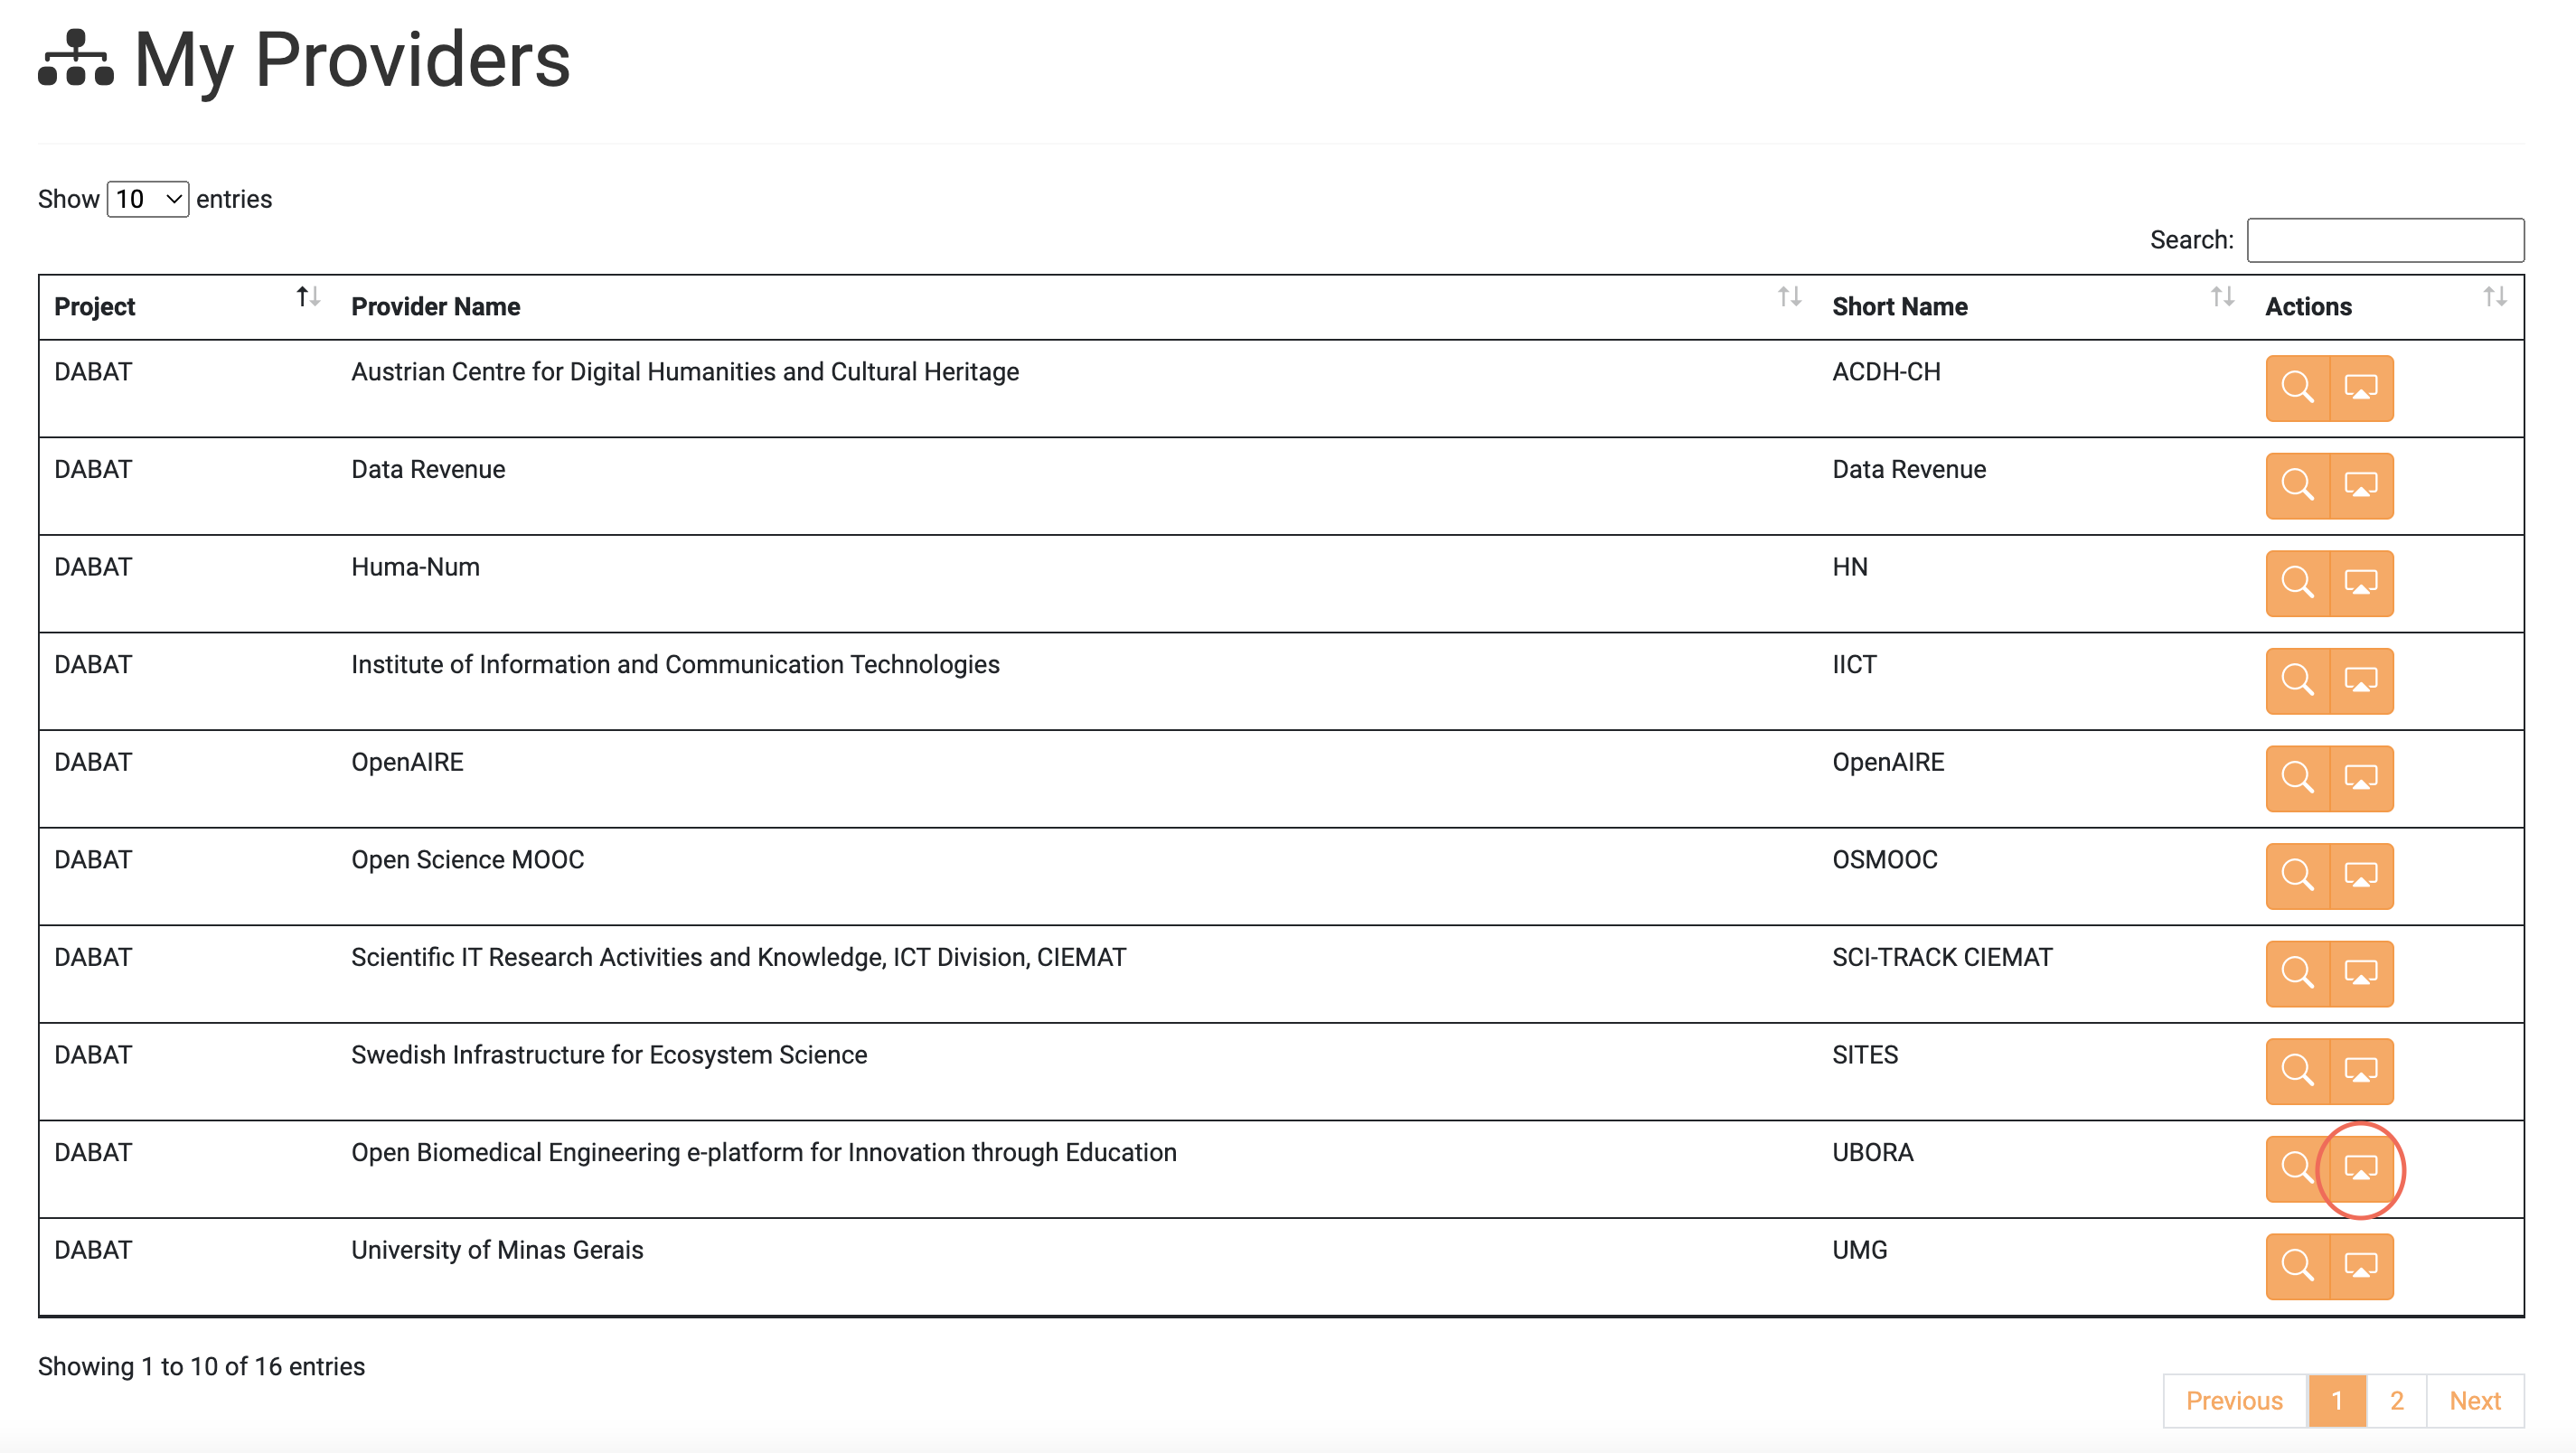 My Providers
Show 10 entries
Search:
Project Provider Name Short Name Actions
DABAT Austrian Centre for Digital Humanities and Cultural Heritage ACDH-CH
DABAT Data Revenue Data Revenue
DABAT Huma-Num HN
DABAT Institute of Information and Communication Technologies IICT
DABAT OpenAIRE OpenAIRE
DABAT Open Science MOOC OSMOOC
DABAT Scientific IT Research Activities and Knowledge, ICT Division, CIEMAT SCI-TRACK CIEMAT
DABAT Swedish Infrastructure for Ecosystem Science SITES
DABAT Open Biomedical Engineering e-platform for Innovation through Education UBORA
DABAT University of Minas Gerais UMG
Showing 1 to 10 of 16 entries
Previous 1 2 Next